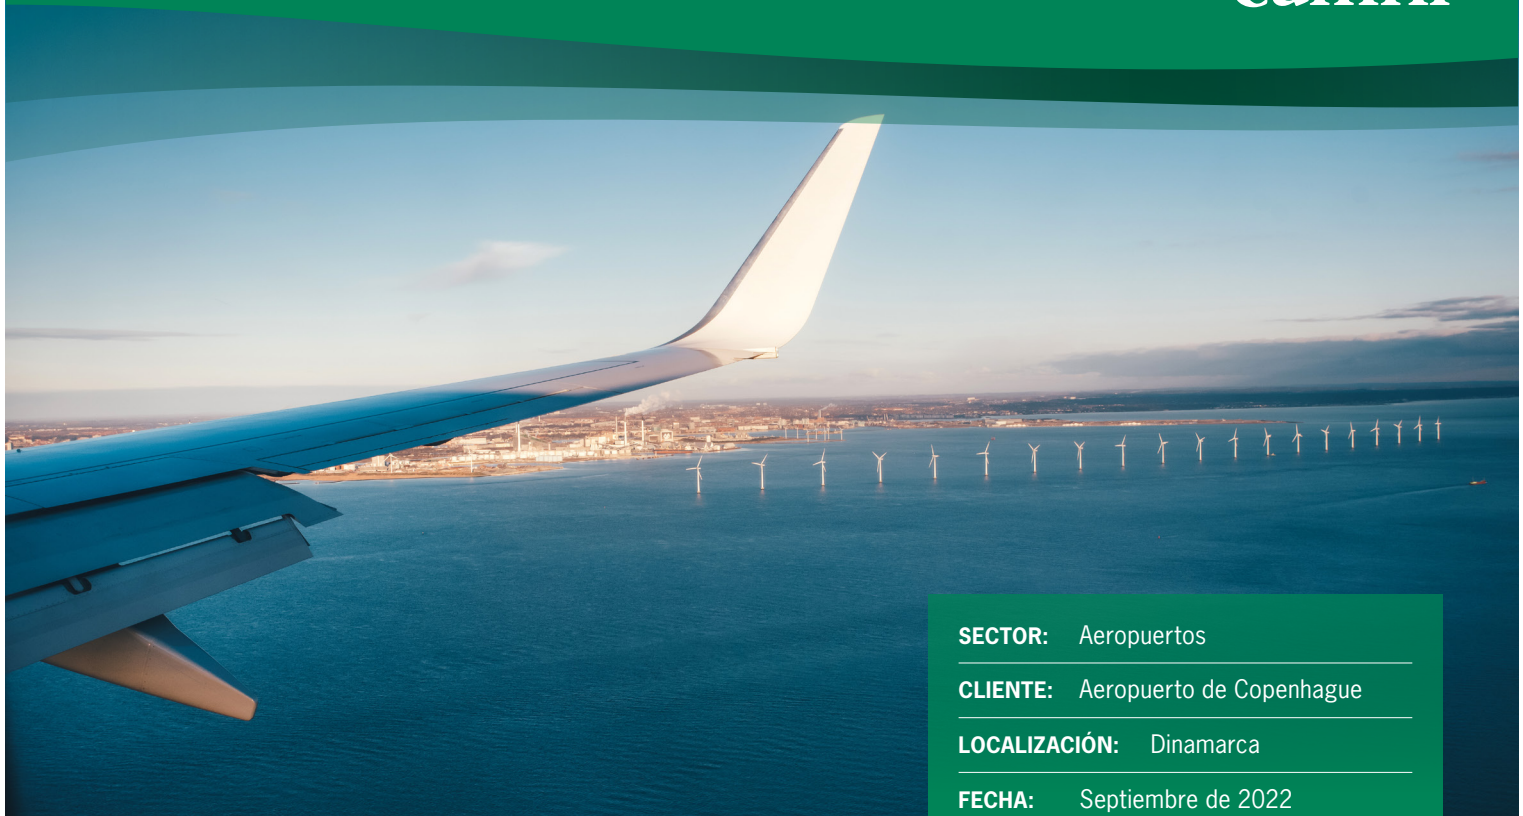 SECTOR: Aeropuertos
CLIENTE: Aeropuerto de Copenhague
LOCALIZACIÓN: Dinamarca
FECHA: Septiembre de 2022